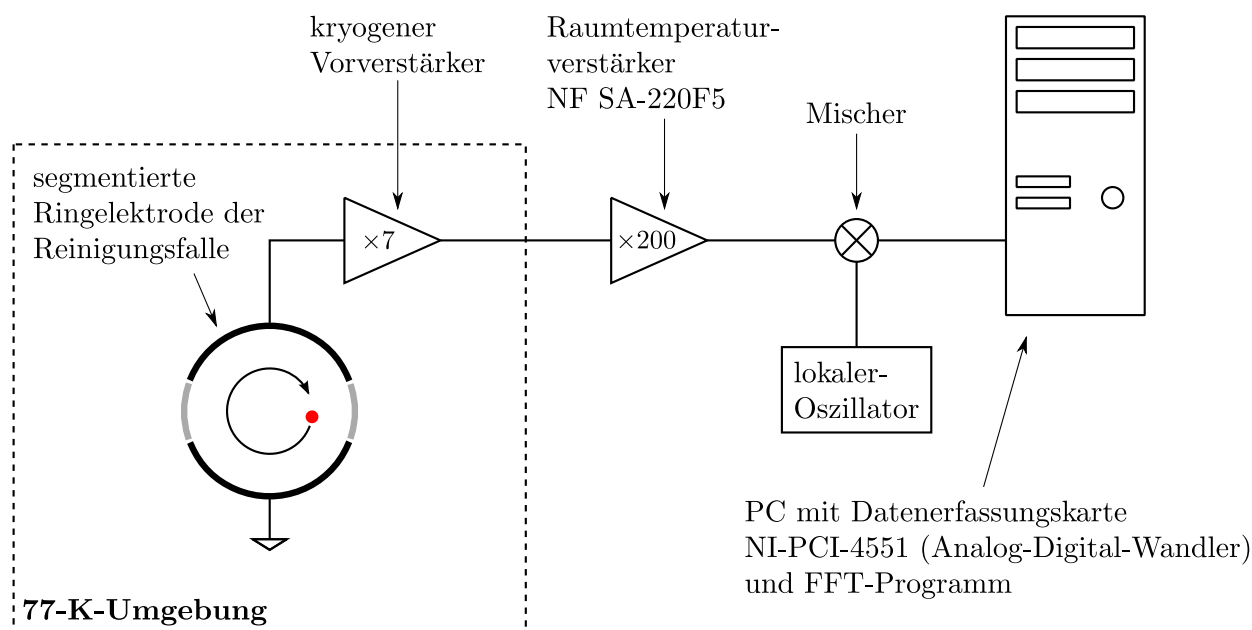 kryogener
Vorverstärker
Raumtemperatur-
verstärker
NF SA-220F5
Mischer
segmentierte
Ringelektrode der
Reinigungsfalle
×7
×200
lokaler-
Oszillator
PC mit Datenerfassungskarte
NI-PCI-4551 (Analog-Digital-Wandler)
und FFT-Programm
77-K-Umgebung